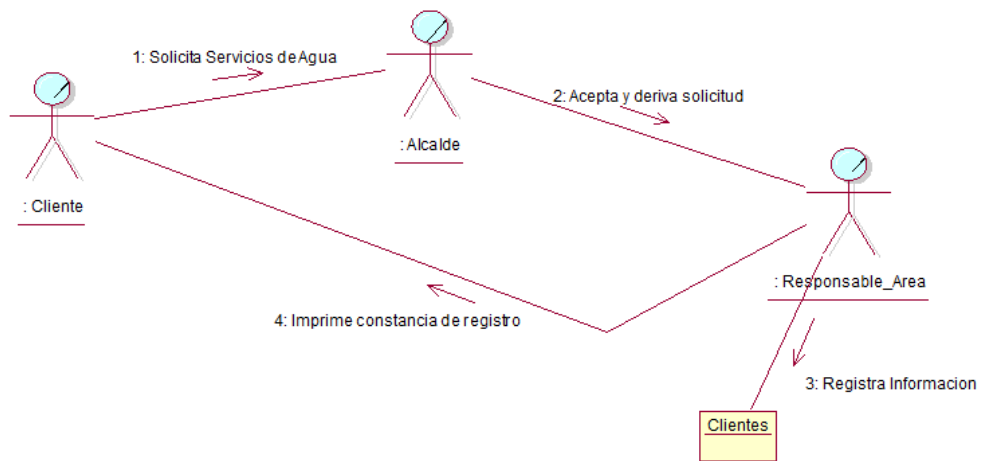 1: Solicita Servicios de Agua
2: Acepta y deriva solicitud
: Alcalde
: Cliente
: Responsable_Area
4: Imprime constancia de registro
3: Registra Informacion
Clientes